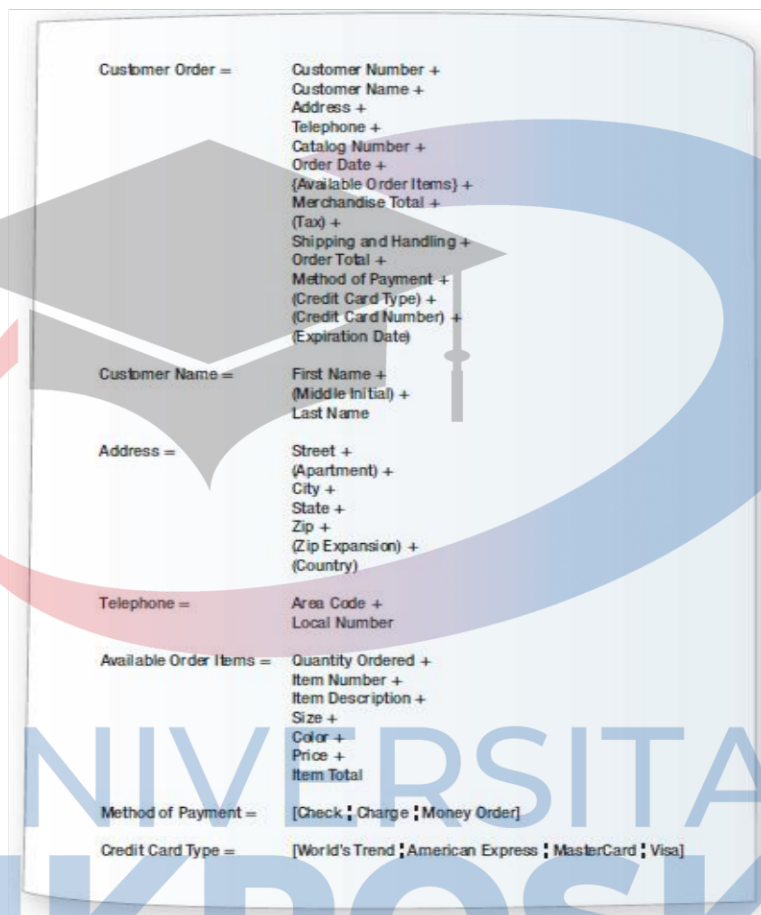 Customer Order = Customer Number +
Customer Name +
Address +
Telephone +
Catalog Number +
Order Date +
{Available Order Items} +
Merchandise Total +
(Tax) +
Shipping and Handling +
Order Total +
Method of Payment +
(Credit Card Type) +
(Credit Card Number) +
(Expiration Date)
Customer Name = First Name +
(Middle Initial) +
Last Name
Address = Street +
(Apartment) +
City +
State +
Zip +
(Zip Expansion) +
(Country)
Telephone = Area Code +
Local Number
Available Order Items = Quantity Ordered +
Item Number +
Item Description +
Size +
Color +
Price +
Item Total
Method of Payment = [Check ¦ Charge ¦ Money Order]
Credit Card Type = [World's Trend ¦ American Express ¦ MasterCard ¦ Visa]
NIVERSITA